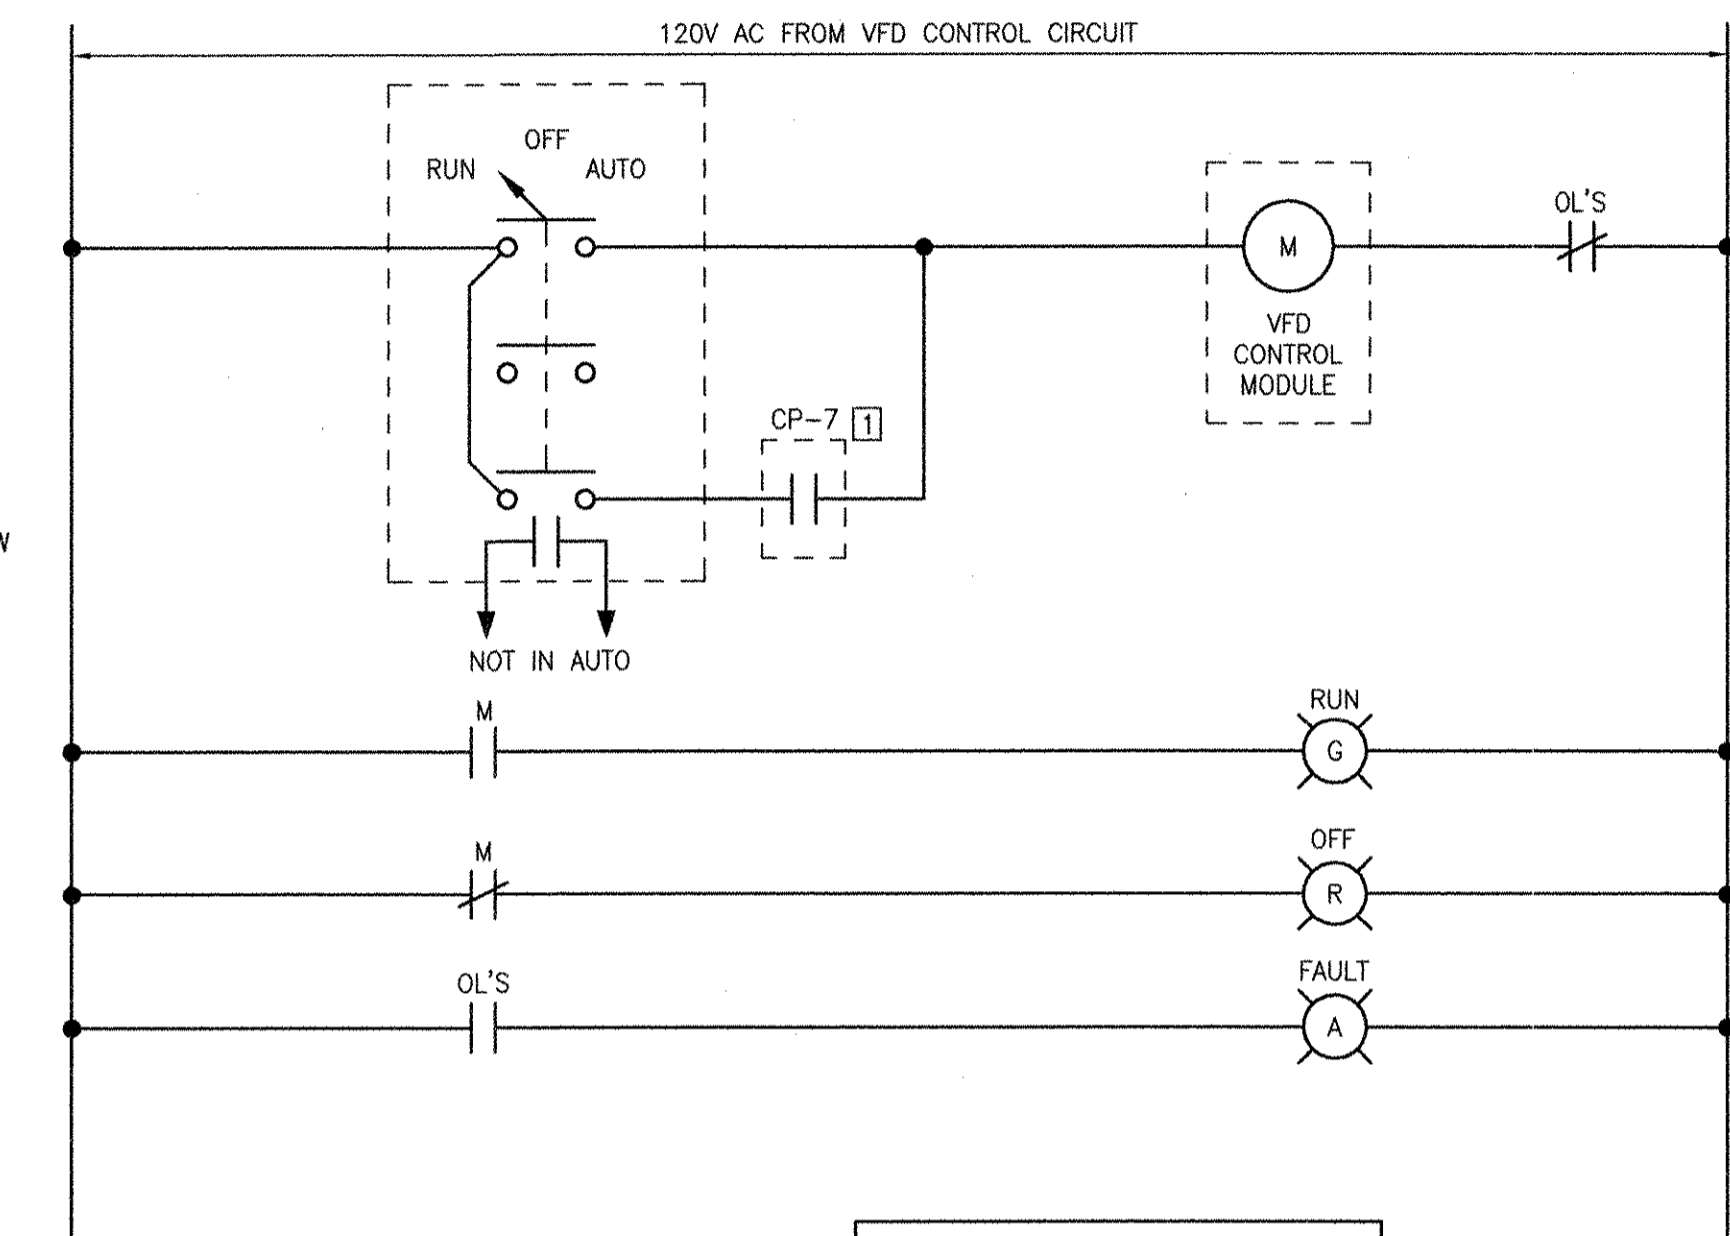 120V AC FROM VFD CONTROL CIRCUIT
OFF
RUN AUTO
OL'S
M
VFD
CONTROL
MODULE
CP-7 1
W
NOT IN AUTO
M
RUN
G
M
OFF
R
OL'S
FAULT
A